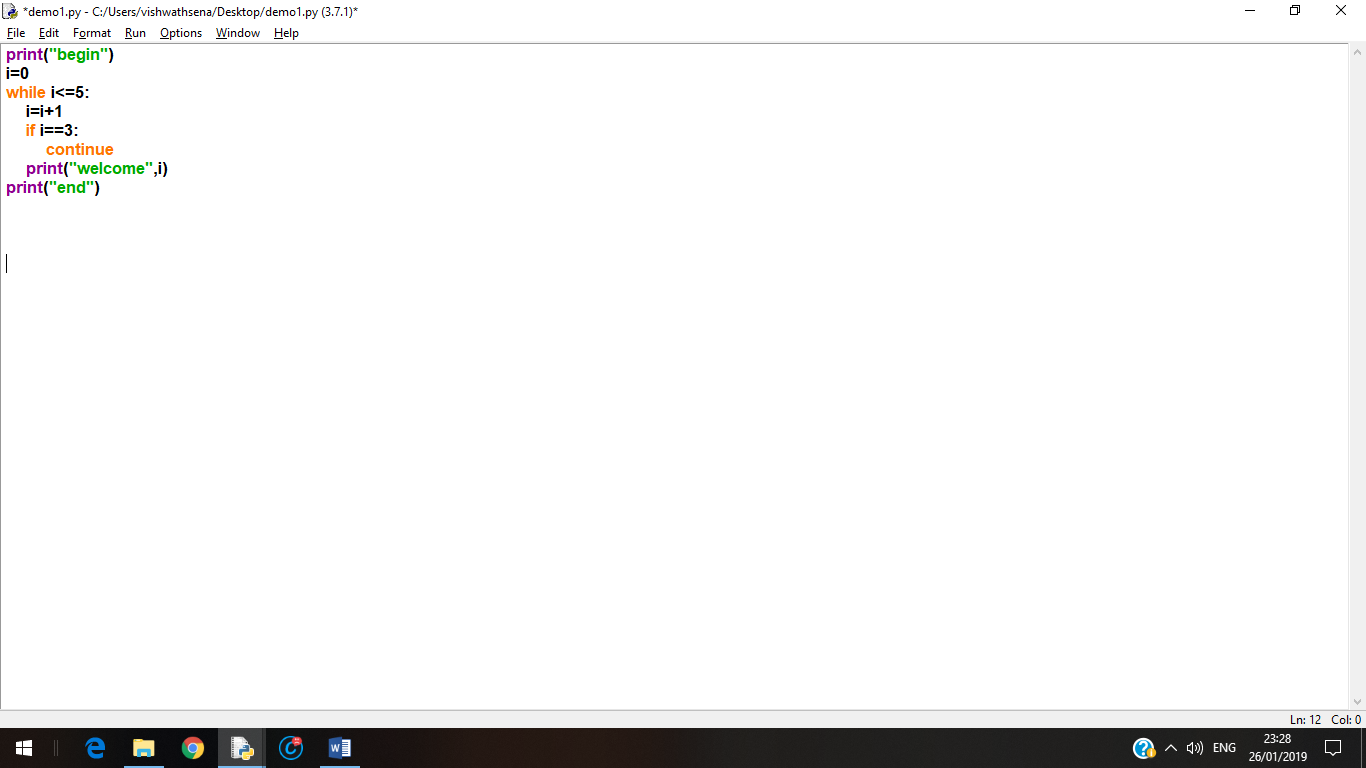 *demo1.py - C:/Users/vishwathsena/Desktop/demo1.py (3.7.1)*
File Edit Format Run Options Window Help
print("begin")
i=0
while i<=5:
    i=i+1
    if i==3:
        continue
    print("welcome",i)
print("end")
Ln: 12 Col: 0
ENG
23:28
26/01/2019